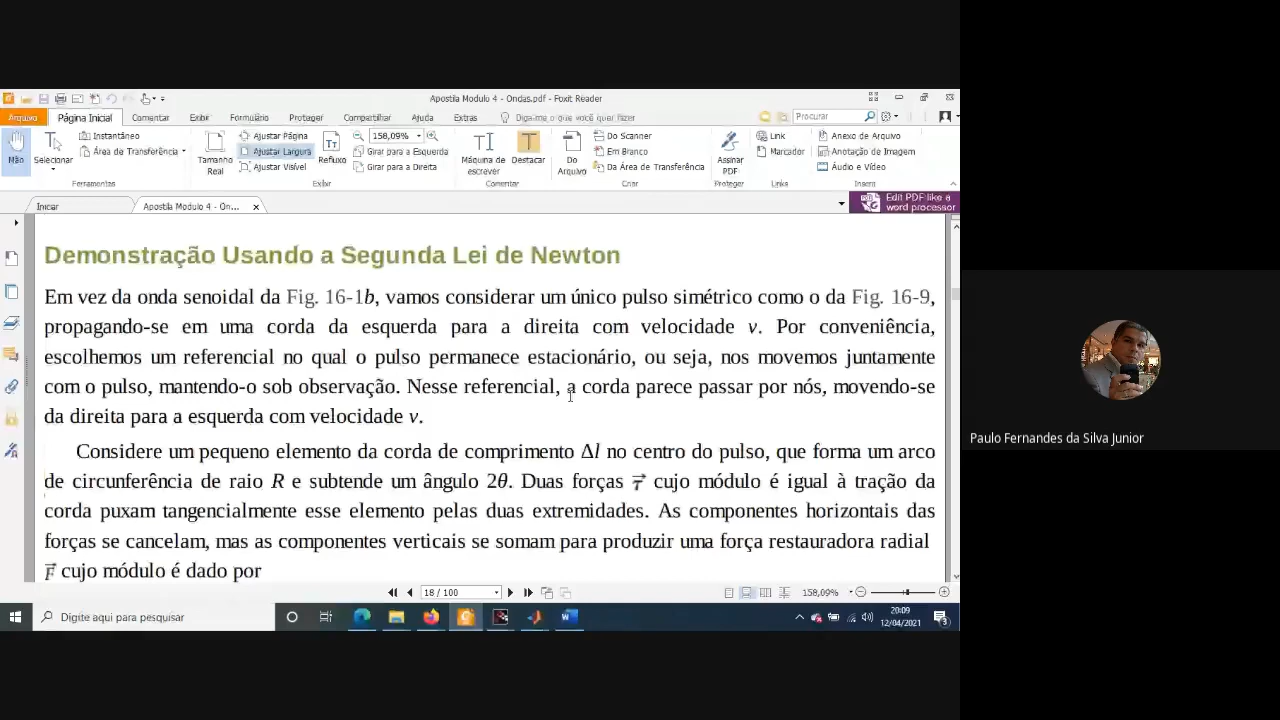 Apostila Modulo 4 - Ondas.pdf - Foxit Reader
Arquivo Página Inicial Comentar Exibir Formulário Proteger Compartilhar Ajuda Extras Diga-me o que você quer fazer Procurar
Mão
Selecionar
Instantâneo
Área de Transferência
Ferramentas
Tamanho Real
Ajustar Página
Ajustar Largura
Ajustar Visível
Refluxo
158,09%
Girar para a Esquerda
Girar para a Direita
Exibir
Máquina de escrever
Destacar
Comentar
Do Arquivo
Do Scanner
Em Branco
Da Área de Transferência
Criar
Assinar PDF
Proteger
Link
Marcador
Links
Anexo de Arquivo
Anotação de Imagem
Áudio e Vídeo
Inserir
Iniciar
Apostila Modulo 4 - On...
Edit PDF like a
word processor
Demonstração Usando a Segunda Lei de Newton
Em vez da onda senoidal da Fig. 16-1b, vamos considerar um único pulso simétrico como o da Fig. 16-9,
propagando-se em uma corda da esquerda para a direita com velocidade v. Por conveniência,
escolhemos um referencial no qual o pulso permanece estacionário, ou seja, nos movemos juntamente
com o pulso, mantendo-o sob observação. Nesse referencial, a corda parece passar por nós, movendo-se
da direita para a esquerda com velocidade v.
Considere um pequeno elemento da corda de comprimento Δl no centro do pulso, que forma um arco
de circunferência de raio R e subtende um ângulo 2θ. Duas forças τ⃗ cujo módulo é igual à tração da
corda puxam tangencialmente esse elemento pelas duas extremidades. As componentes horizontais das
forças se cancelam, mas as componentes verticais se somam para produzir uma força restauradora radial
F⃗ cujo módulo é dado por
18 / 100
158,09%
Digite aqui para pesquisar
20:09
12/04/2021
3
Paulo Fernandes da Silva Junior